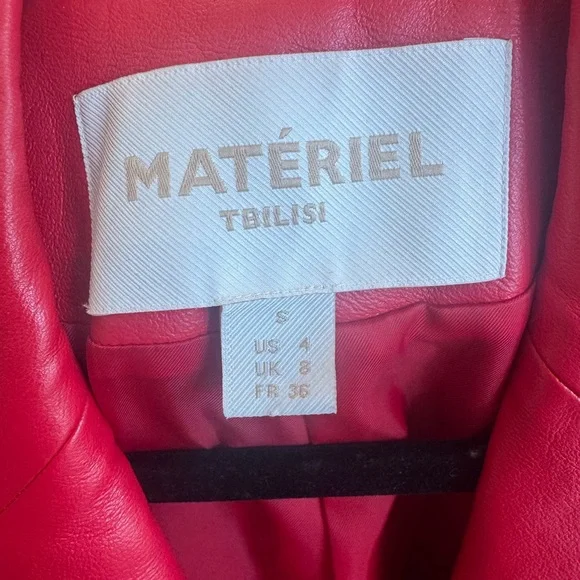 MATÉRIEL
TBILISI
S
US 4
UK 8
FR 36